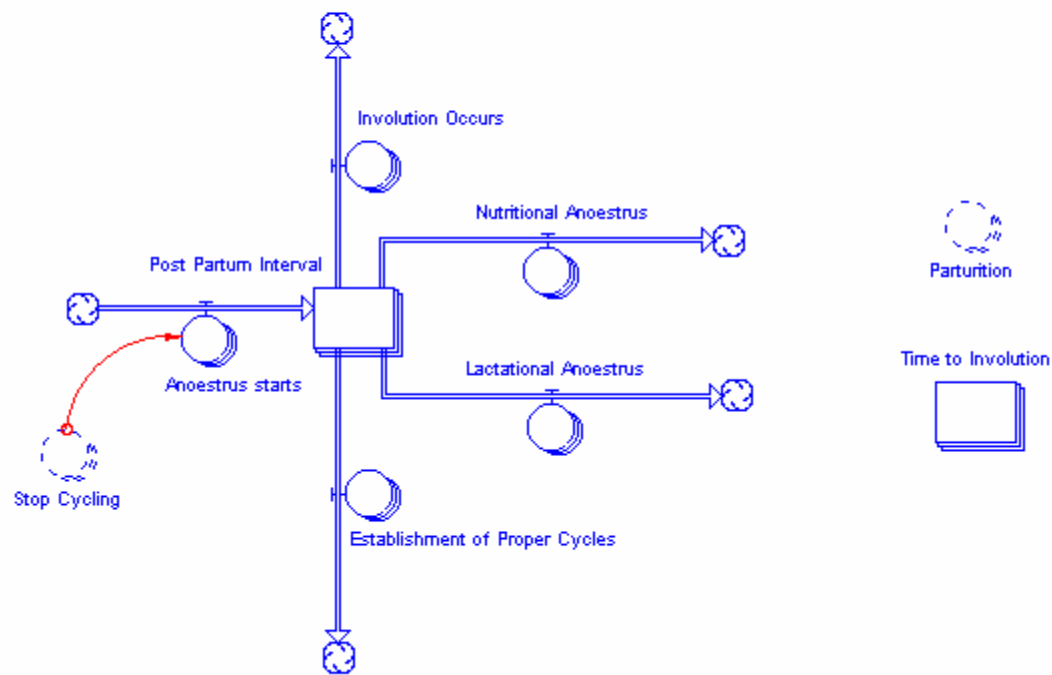 Involution Occurs
Nutritional Anoestrus
Post Partum Interval
Parturition
Anoestrus starts
Lactational Anoestrus
Time to Involution
Stop Cycling
Establishment of Proper Cycles